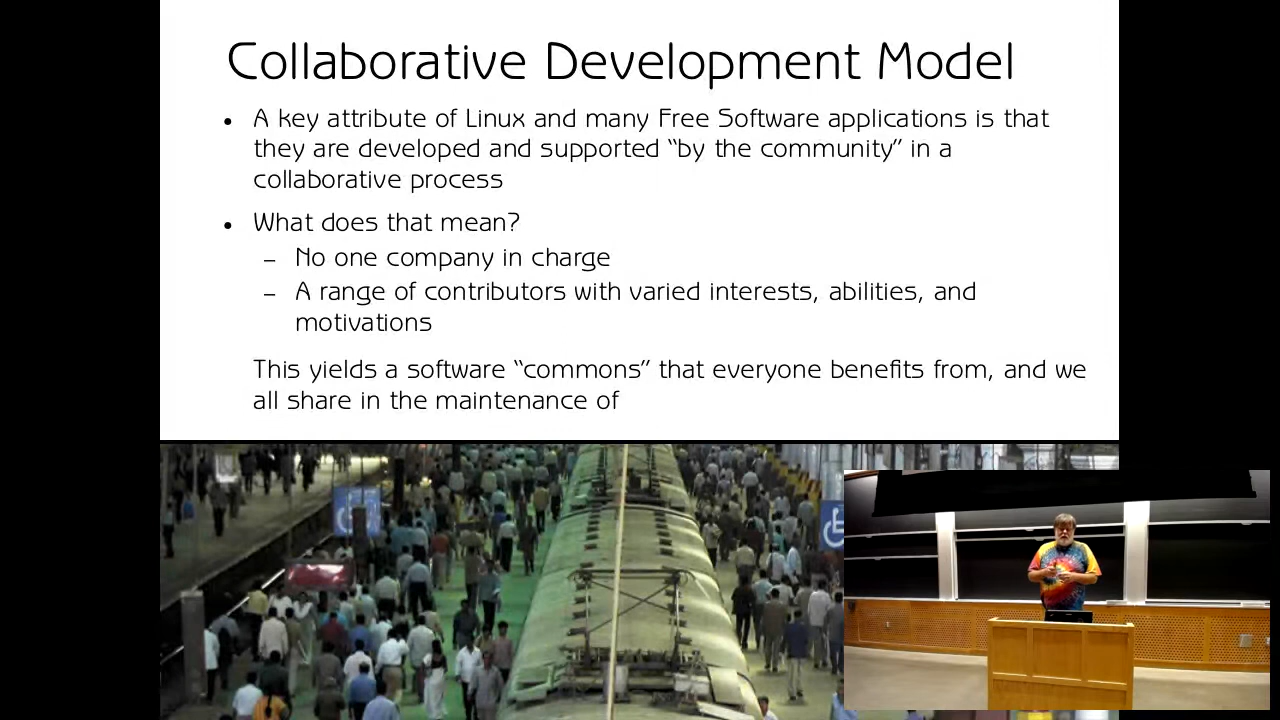 Collaborative Development Model
• A key attribute of Linux and many Free Software applications is that
they are developed and supported “by the community” in a
collaborative process
• What does that mean?
– No one company in charge
– A range of contributors with varied interests, abilities, and
motivations
This yields a software “commons” that everyone benefits from, and we
all share in the maintenance of